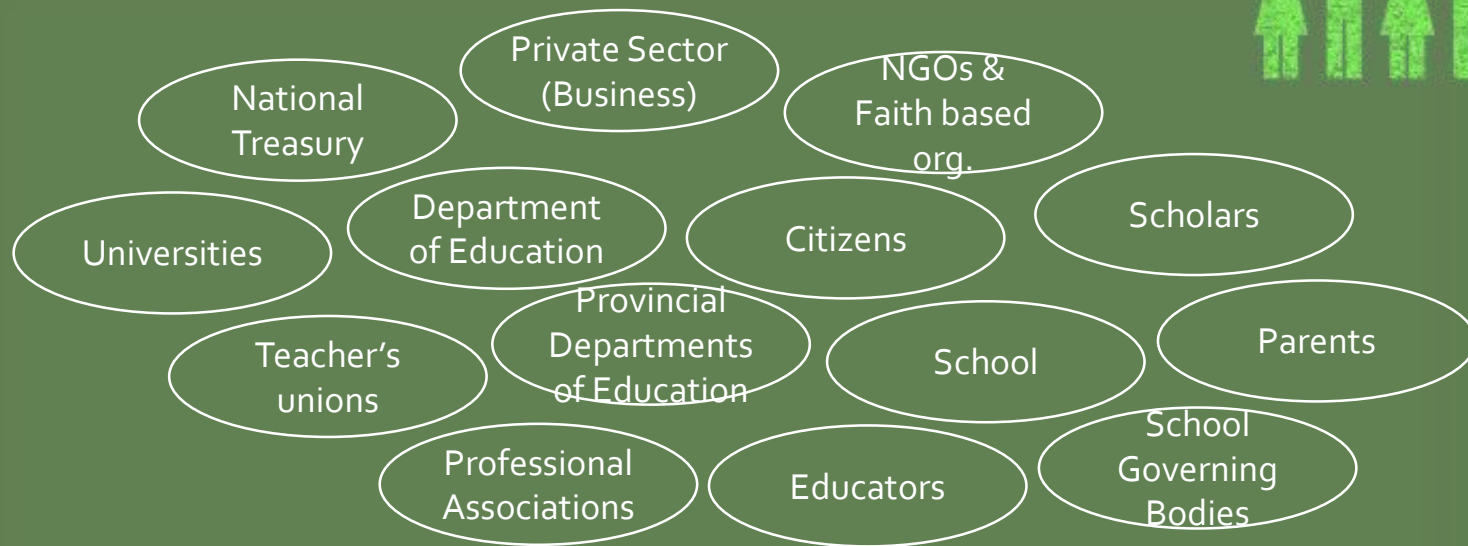 Private Sector
(Business)
NGOs &
Faith based
org.
National
Treasury
Scholars
Department
of Education
Citizens
Universities
Provincial
Departments
of Education
Parents
Teacher’s
unions
School
School
Governing
Bodies
Professional
Associations
Educators